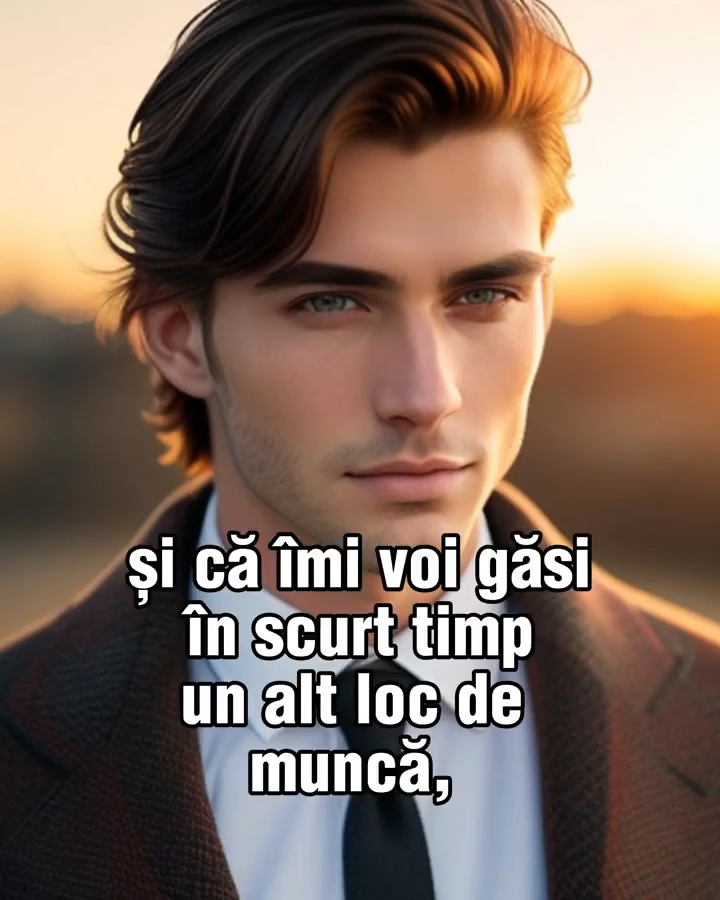 și că îmi voi găsi
în scurt timp
un alt loc de
muncă,